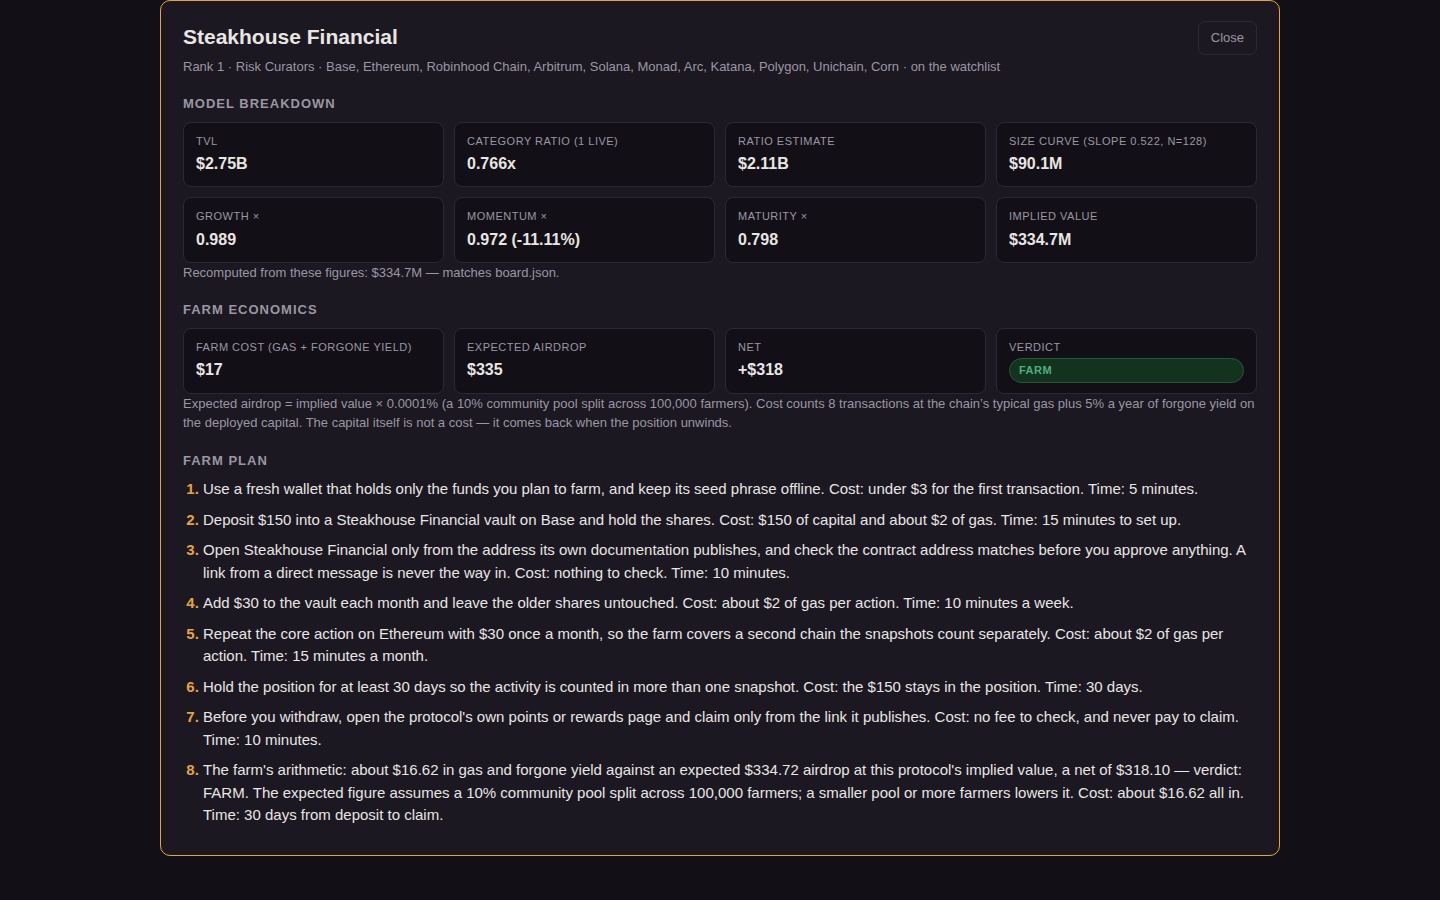 Steakhouse Financial
Close
Rank 1 · Risk Curators · Base, Ethereum, Robinhood Chain, Arbitrum, Solana, Monad, Arc, Katana, Polygon, Unichain, Corn · on the watchlist
MODEL BREAKDOWN
TVL
$2.75B
CATEGORY RATIO (1 LIVE)
0.766x
RATIO ESTIMATE
$2.11B
SIZE CURVE (SLOPE 0.522, N=128)
$90.1M
GROWTH ×
0.989
MOMENTUM ×
0.972 (-11.11%)
MATURITY ×
0.798
IMPLIED VALUE
$334.7M
Recomputed from these figures: $334.7M — matches board.json.
FARM ECONOMICS
FARM COST (GAS + FORGONE YIELD)
$17
EXPECTED AIRDROP
$335
NET
+$318
VERDICT
FARM
Expected airdrop = implied value × 0.0001% (a 10% community pool split across 100,000 farmers). Cost counts 8 transactions at the chain’s typical gas plus 5% a year of forgone yield on
the deployed capital. The capital itself is not a cost — it comes back when the position unwinds.
FARM PLAN
1. Use a fresh wallet that holds only the funds you plan to farm, and keep its seed phrase offline. Cost: under $3 for the first transaction. Time: 5 minutes.
2. Deposit $150 into a Steakhouse Financial vault on Base and hold the shares. Cost: $150 of capital and about $2 of gas. Time: 15 minutes to set up.
3. Open Steakhouse Financial only from the address its own documentation publishes, and check the contract address matches before you approve anything. A
link from a direct message is never the way in. Cost: nothing to check. Time: 10 minutes.
4. Add $30 to the vault each month and leave the older shares untouched. Cost: about $2 of gas per action. Time: 10 minutes a week.
5. Repeat the core action on Ethereum with $30 once a month, so the farm covers a second chain the snapshots count separately. Cost: about $2 of gas per
action. Time: 15 minutes a month.
6. Hold the position for at least 30 days so the activity is counted in more than one snapshot. Cost: the $150 stays in the position. Time: 30 days.
7. Before you withdraw, open the protocol's own points or rewards page and claim only from the link it publishes. Cost: no fee to check, and never pay to claim.
Time: 10 minutes.
8. The farm's arithmetic: about $16.62 in gas and forgone yield against an expected $334.72 airdrop at this protocol's implied value, a net of $318.10 — verdict:
FARM. The expected figure assumes a 10% community pool split across 100,000 farmers; a smaller pool or more farmers lowers it. Cost: about $16.62 all in.
Time: 30 days from deposit to claim.